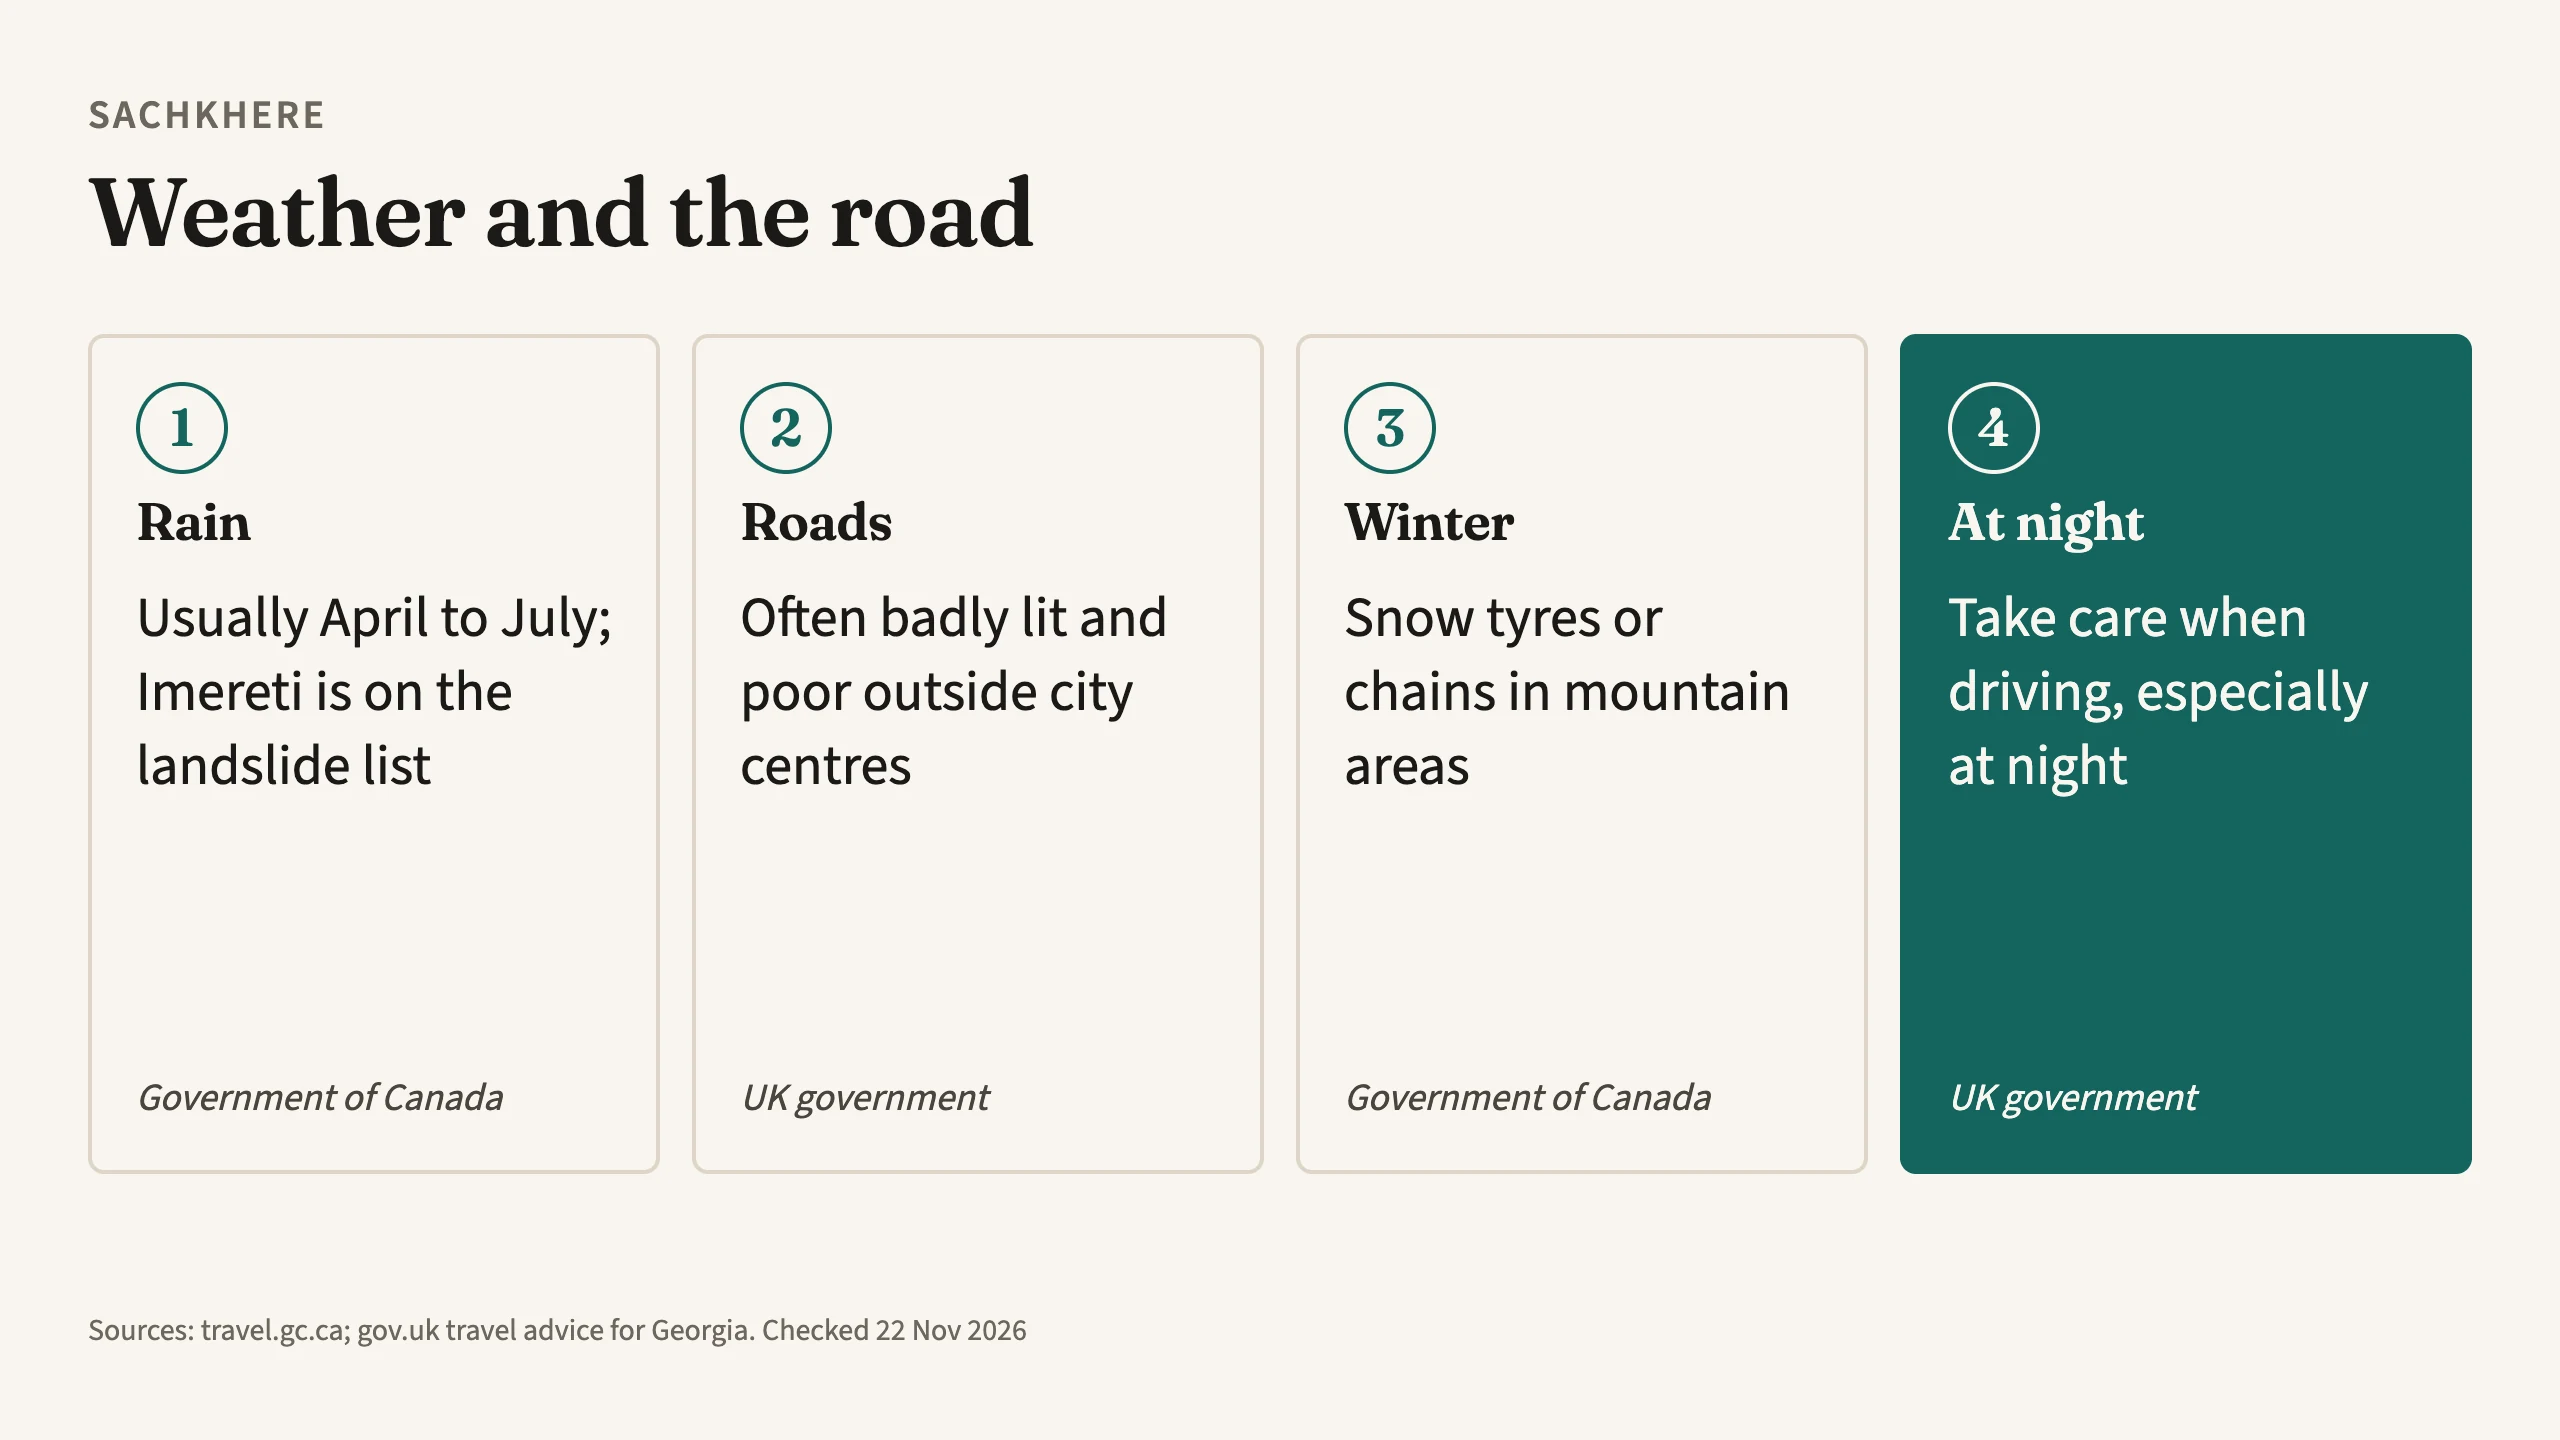 SACHKHERE
Weather and the road
1
Rain
Usually April to July;
Imereti is on the
landslide list
Government of Canada
2
Roads
Often badly lit and
poor outside city
centres
UK government
3
Winter
Snow tyres or
chains in mountain
areas
Government of Canada
4
At night
Take care when
driving, especially
at night
UK government
Sources: travel.gc.ca; gov.uk travel advice for Georgia. Checked 22 Nov 2026